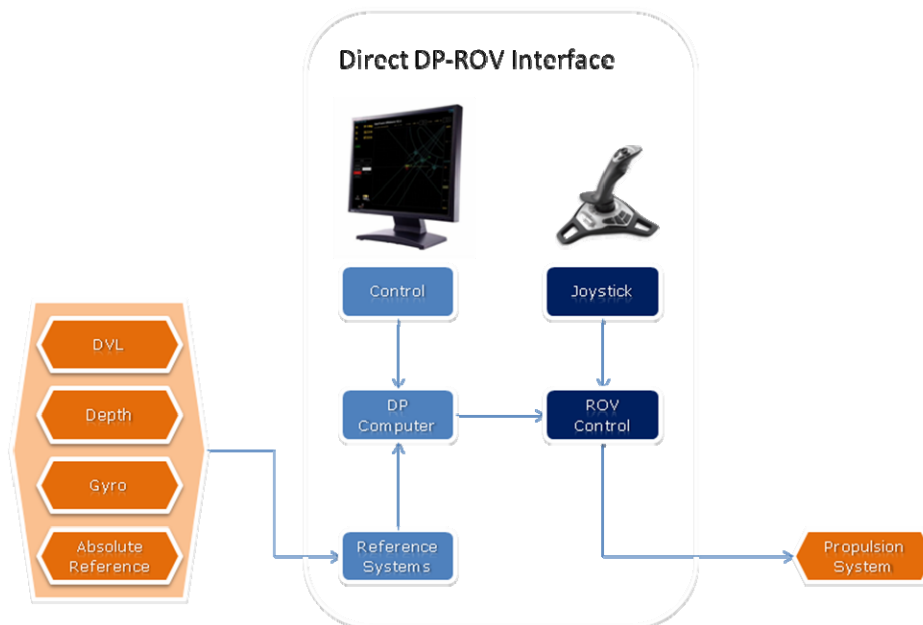 Direct DP-ROV Interface
Control
Joystick
DVL
Depth
Gyro
Absolute
Reference
DP
Computer
ROV
Control
Reference
Systems
Propulsion
System